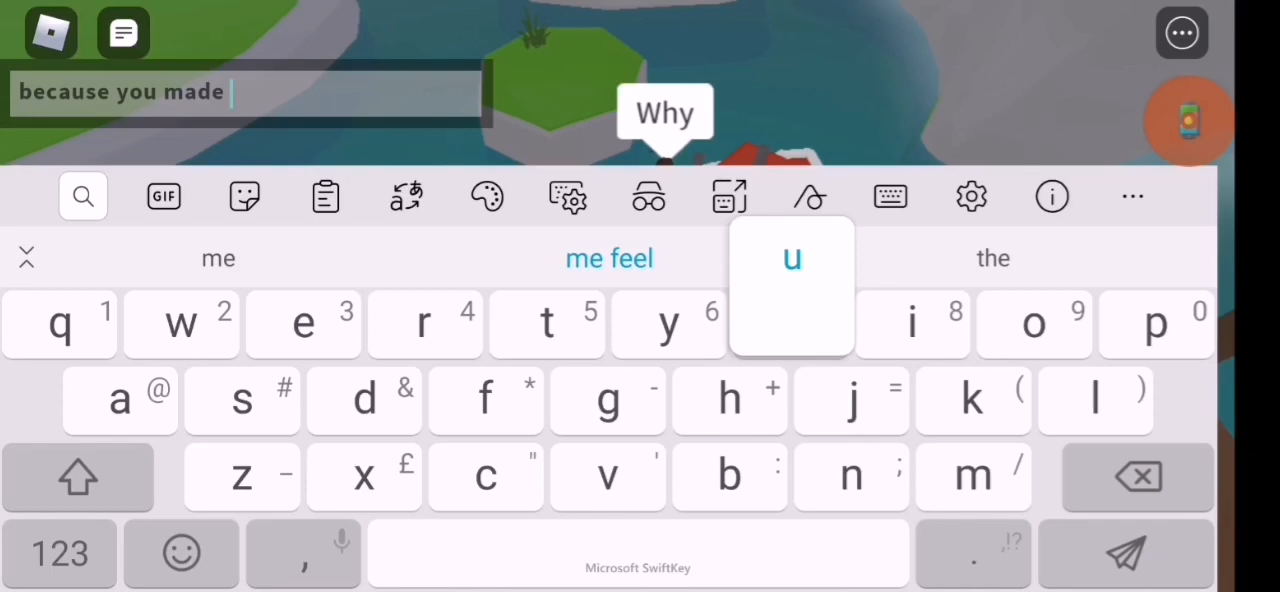 because you made
Why
GIF
me me feel the
u
q 1 w 2 e 3 r 4 t 5 y 6 i 8 o 9 p 0
a @ s # d & f * g - h + j = k ( l )
z _ x £ c " v ' b : n ; m /
123 , . ,!?
Microsoft SwiftKey